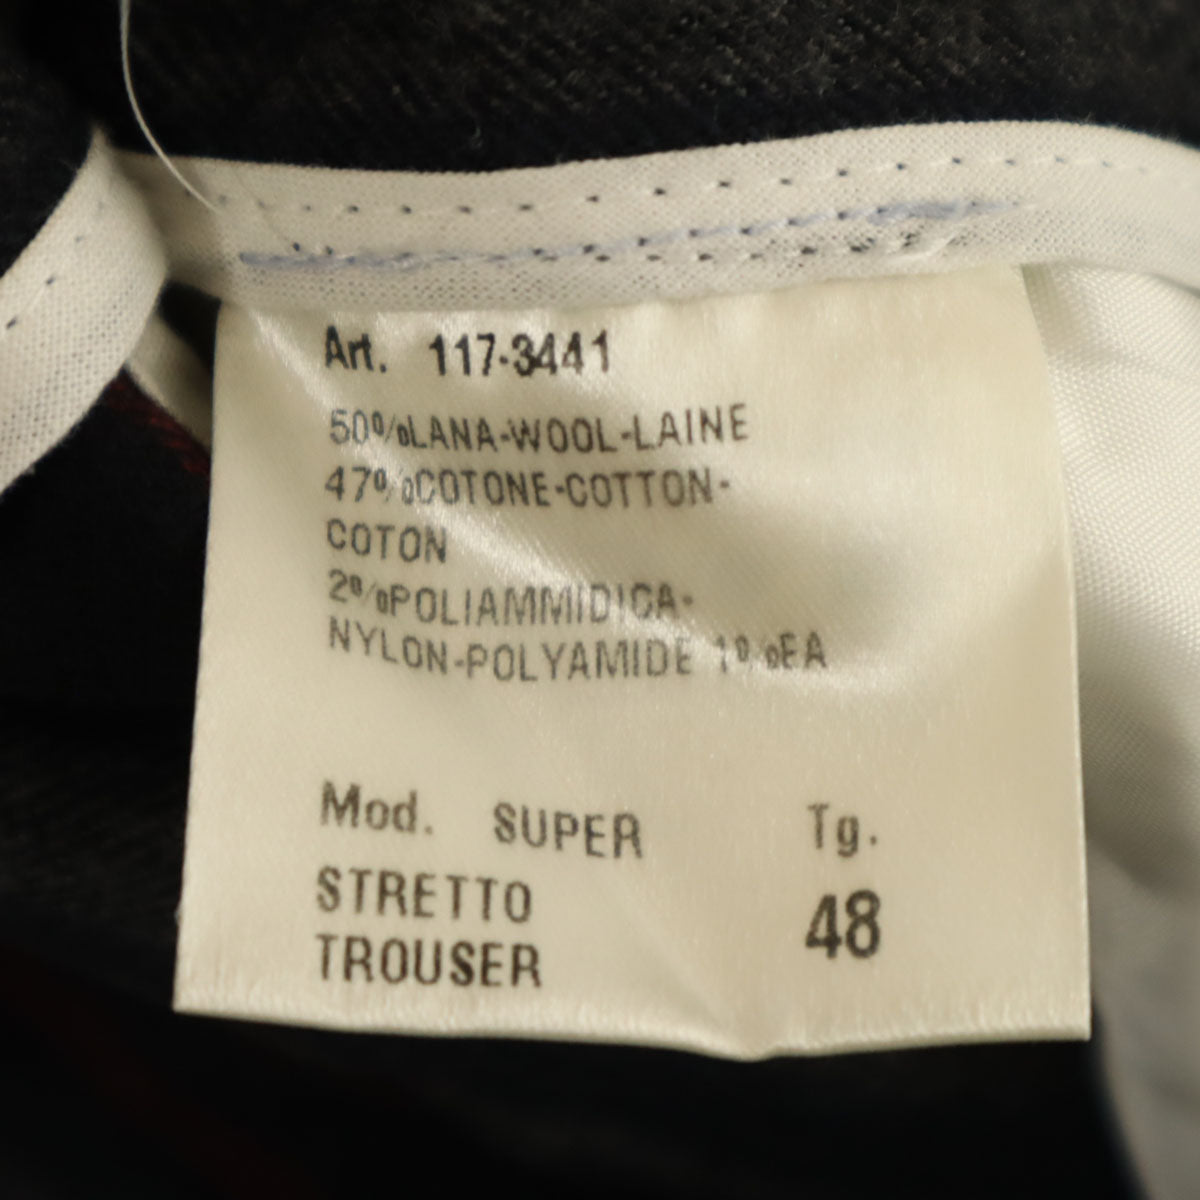 Art. 117-3441
50%LANA-WOOL-LAINE
47%COTONE-COTTON-
COTON
2%POLIAMMIDICA-
NYLON-POLYAMIDE 1%EA
Mod. SUPER Tg.
STRETTO 48
TROUSER